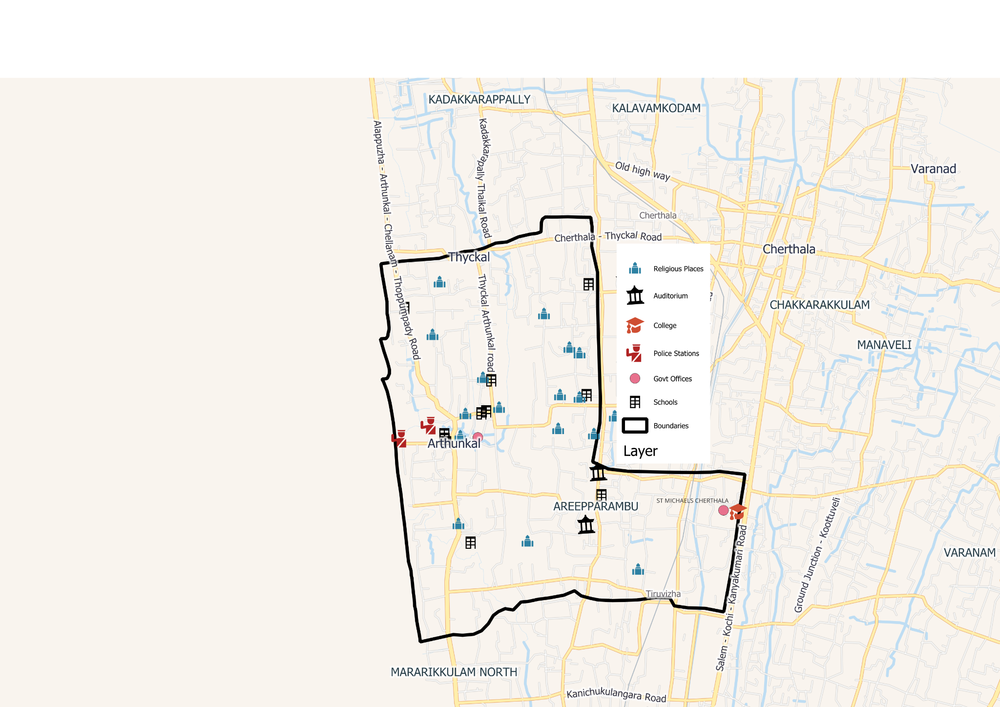 KADAKKARAPPALLY
KALAVAMKODAM
Alappuzha - Arthunkal - Chellanam - Thoppumpady Road
Kadakkarapally Thaikal Road
Old high way
Varanad
Cherthala
Cherthala - Thyckal Road
Cherthala
Thyckal
Thyckal Arthunkal road
Religious Places
Auditorium
College
Police Stations
Govt Offices
Schools
Boundaries
Layer
CHAKKARAKKULAM
MANAVELI
Arthunkal
ST MICHAELS CHERTHALA
AREEPPARAMBU
Salem - Kochi - Kanyakumari Road
Ground Junction - Koottuveli
VARANAM
Tiruvizha
MARARIKKULAM NORTH
Kanichukulangara Road